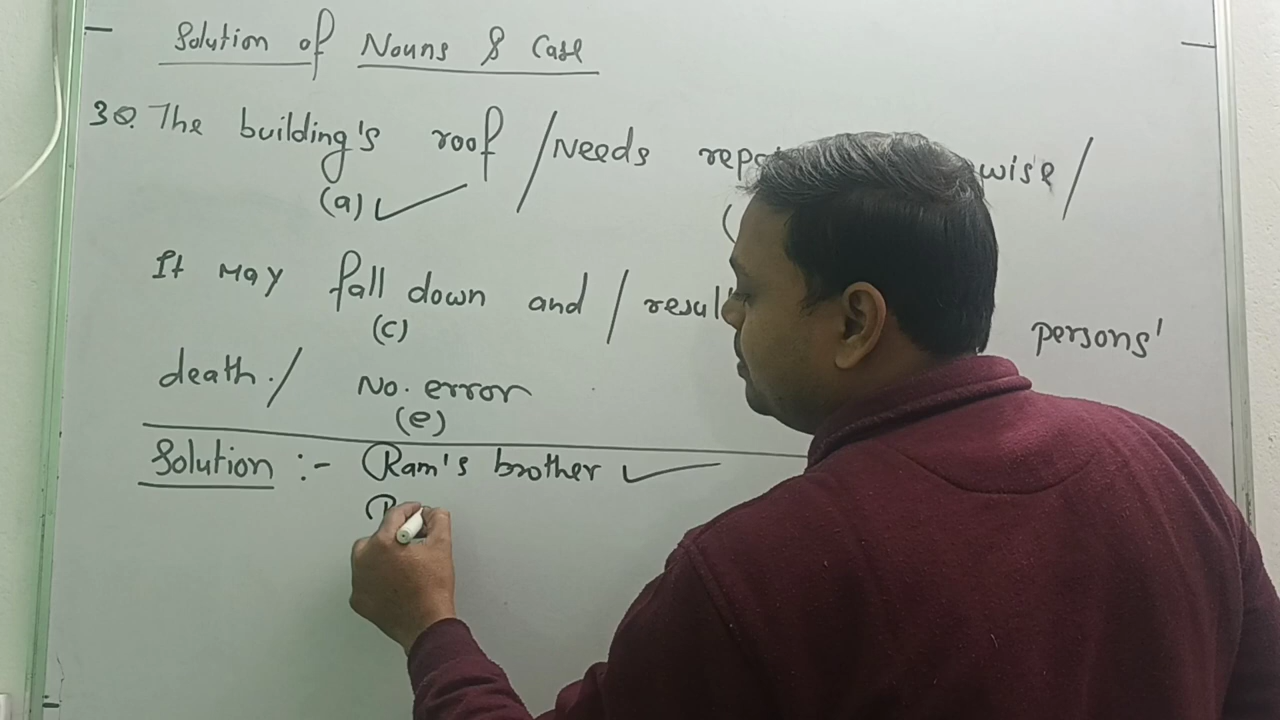 Solution of Nouns & Case
30. The building's roof / Needs wise /
(a) ✓
It may fall down and / persons'
(c)
death. / No. error
(e)
Solution :- Ram's brother ✓